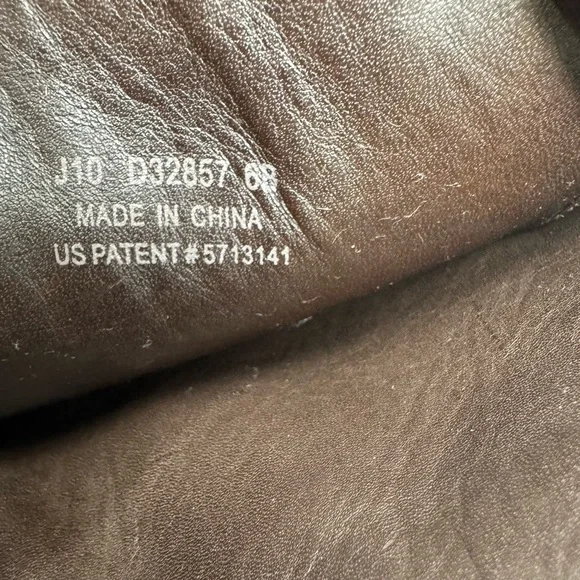 J10 D32857 6B
MADE IN CHINA
US PATENT#5713141